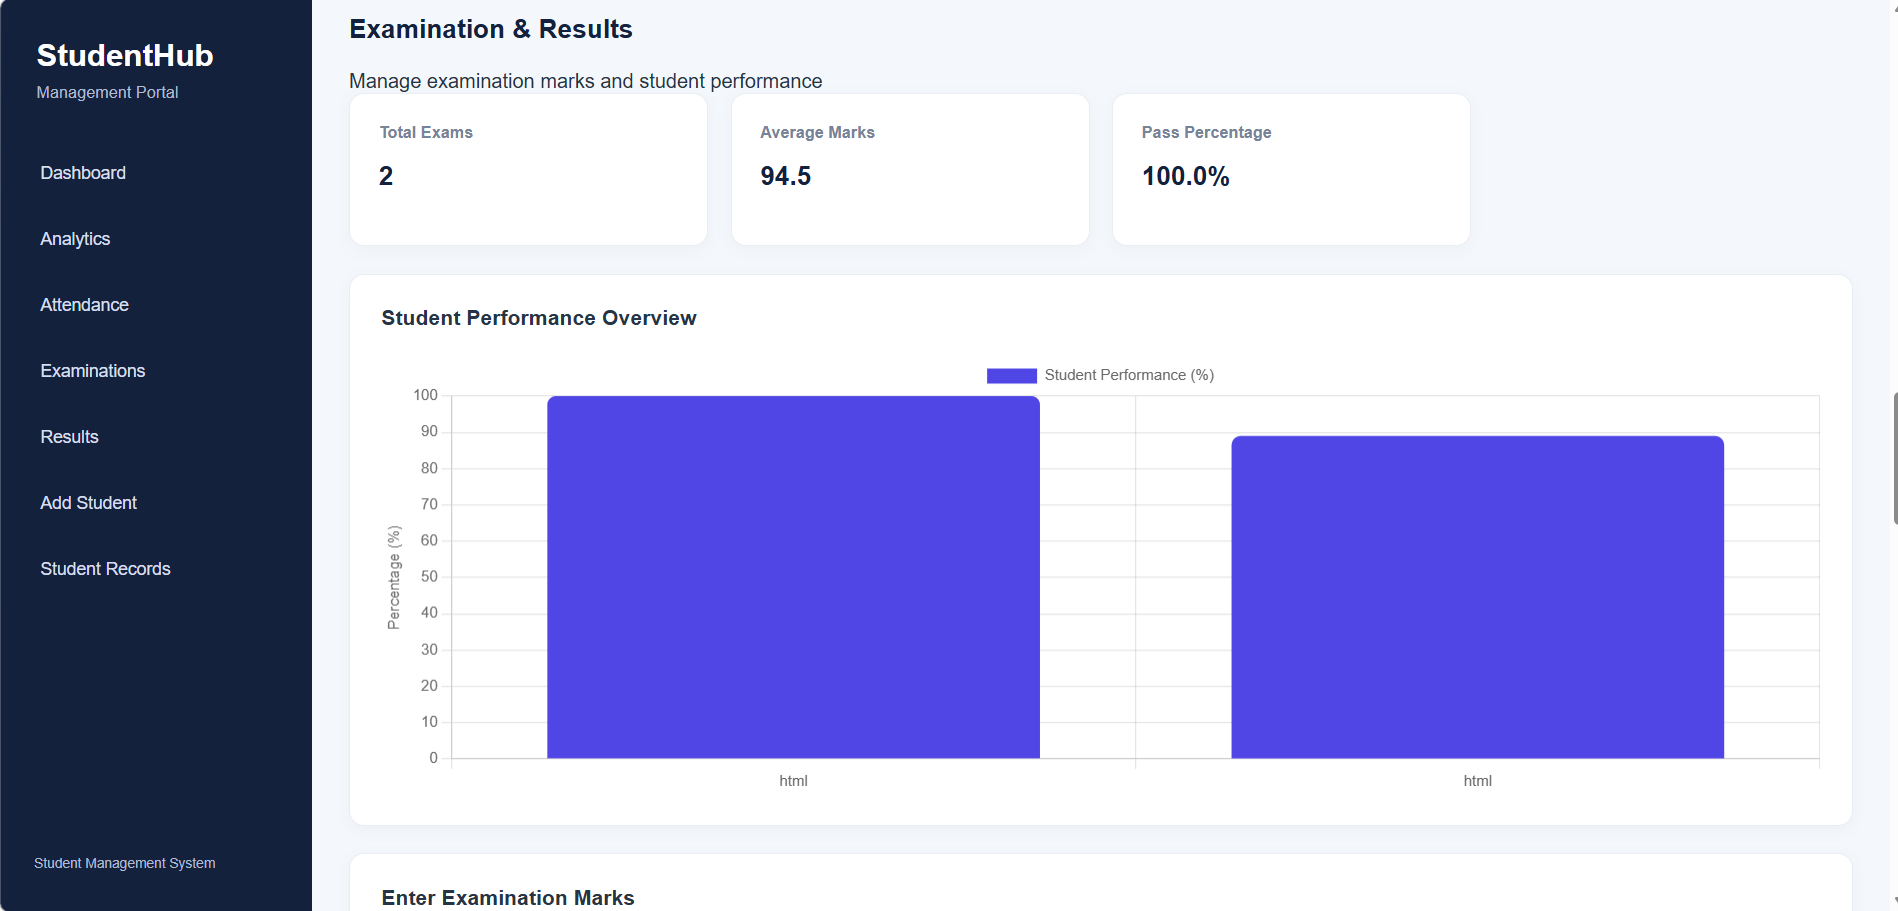 StudentHub
Management Portal
Dashboard
Analytics
Attendance
Examinations
Results
Add Student
Student Records
Student Management System
Examination & Results
Manage examination marks and student performance
Total Exams
2
Average Marks
94.5
Pass Percentage
100.0%
Student Performance Overview
Student Performance (%)
Percentage (%)
100
90
80
70
60
50
40
30
20
10
0
html
html
Enter Examination Marks